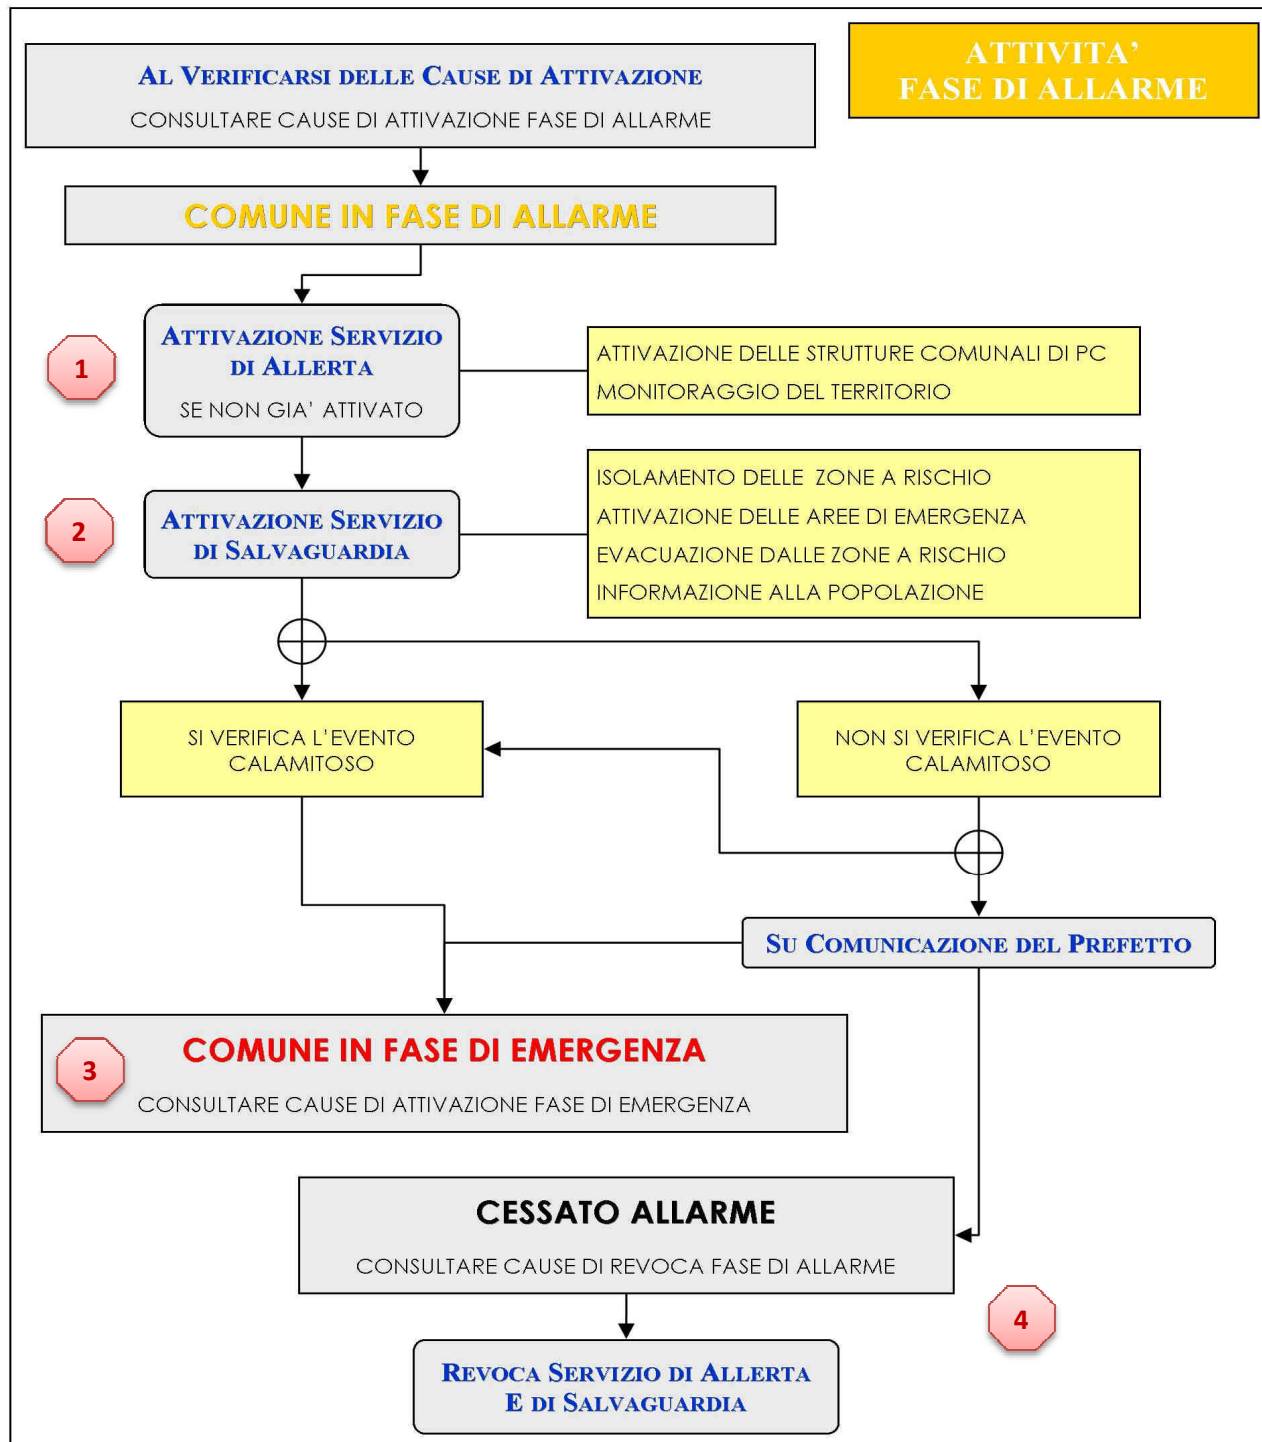 ATTIVITA'
FASE DI ALLARME
AL VERIFICARSI DELLE CAUSE DI ATTIVAZIONE
CONSULTARE CAUSE DI ATTIVAZIONE FASE DI ALLARME
COMUNE IN FASE DI ALLARME
1
ATTIVAZIONE SERVIZIO
DI ALLERTA
SE NON GIA' ATTIVATO
ATTIVAZIONE DELLE STRUTTURE COMUNALI DI PC
MONITORAGGIO DEL TERRITORIO
2
ATTIVAZIONE SERVIZIO
DI SALVAGUARDIA
ISOLAMENTO DELLE ZONE A RISCHIO
ATTIVAZIONE DELLE AREE DI EMERGENZA
EVACUAZIONE DALLE ZONE A RISCHIO
INFORMAZIONE ALLA POPOLAZIONE
SI VERIFICA L'EVENTO
CALAMITOSO
NON SI VERIFICA L'EVENTO
CALAMITOSO
SU COMUNICAZIONE DEL PREFETTO
3
COMUNE IN FASE DI EMERGENZA
CONSULTARE CAUSE DI ATTIVAZIONE FASE DI EMERGENZA
CESSATO ALLARME
CONSULTARE CAUSE DI REVOCA FASE DI ALLARME
4
REVOCA SERVIZIO DI ALLERTA
E DI SALVAGUARDIA